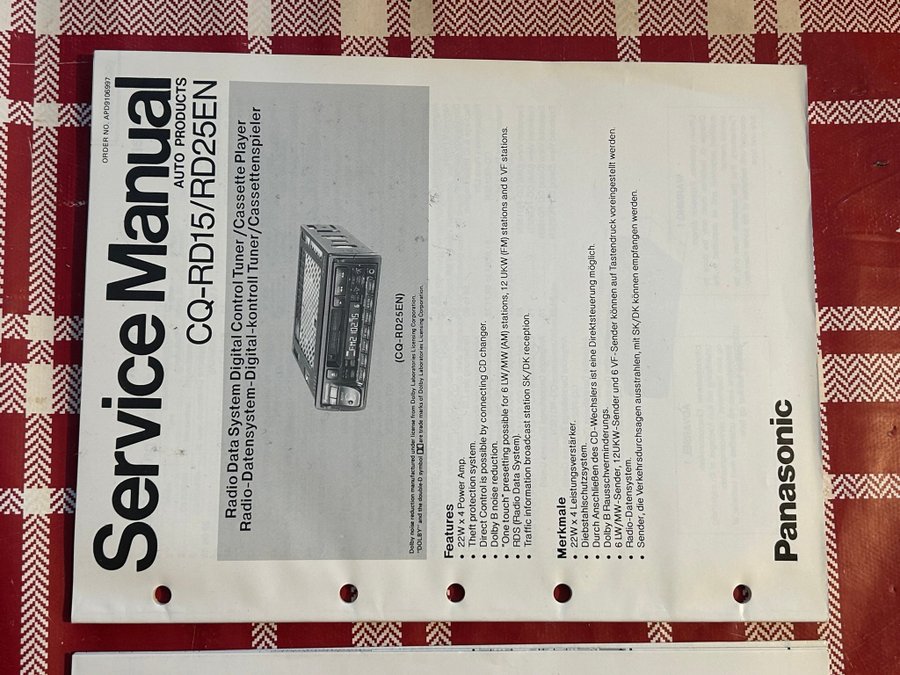 ORDER NO. APD9106997
Service Manual
AUTO PRODUCTS
CQ-RD15/RD25EN
Radio Data System Digital Control Tuner/Cassette Player
Radio-Datensystem-Digital-kontroll Tuner/Cassettenspieler
(CQ-RD25EN)
Dolby noise reduction manufactured under license from Dolby Laboratories Licensing Corporation.
"DOLBY" and the double-D symbol are trade marks of Dolby Laboratories Licensing Corporation.
Features
• 22W x 4 Power Amp.
• Theft protection system.
• Direct Control is possible by connecting CD changer.
• Dolby B noise reduction.
• "One touch" presetting possible for 6 LW/MW (AM) stations, 12 UKW (FM) stations and 6 VF stations.
• RDS (Radio Data System).
• Traffic information broadcast station SK/DK reception.
Merkmale
• 22W x 4 Leistungsverstärker.
• Diebstahlschutzsystem.
• Durch Anschließen des CD-Wechslers ist eine Direktsteuerung möglich.
• Dolby B Rauschverminderungs.
• 6 LW/MW-Sender, 12UKW-Sender und 6 VF-Sender können auf Tastendruck voreingestellt werden.
• Radio-Datensystem.
• Sender, die Verkehrsdurchsagen ausstrahlen, mit SK/DK können empfangen werden.
Panasonic